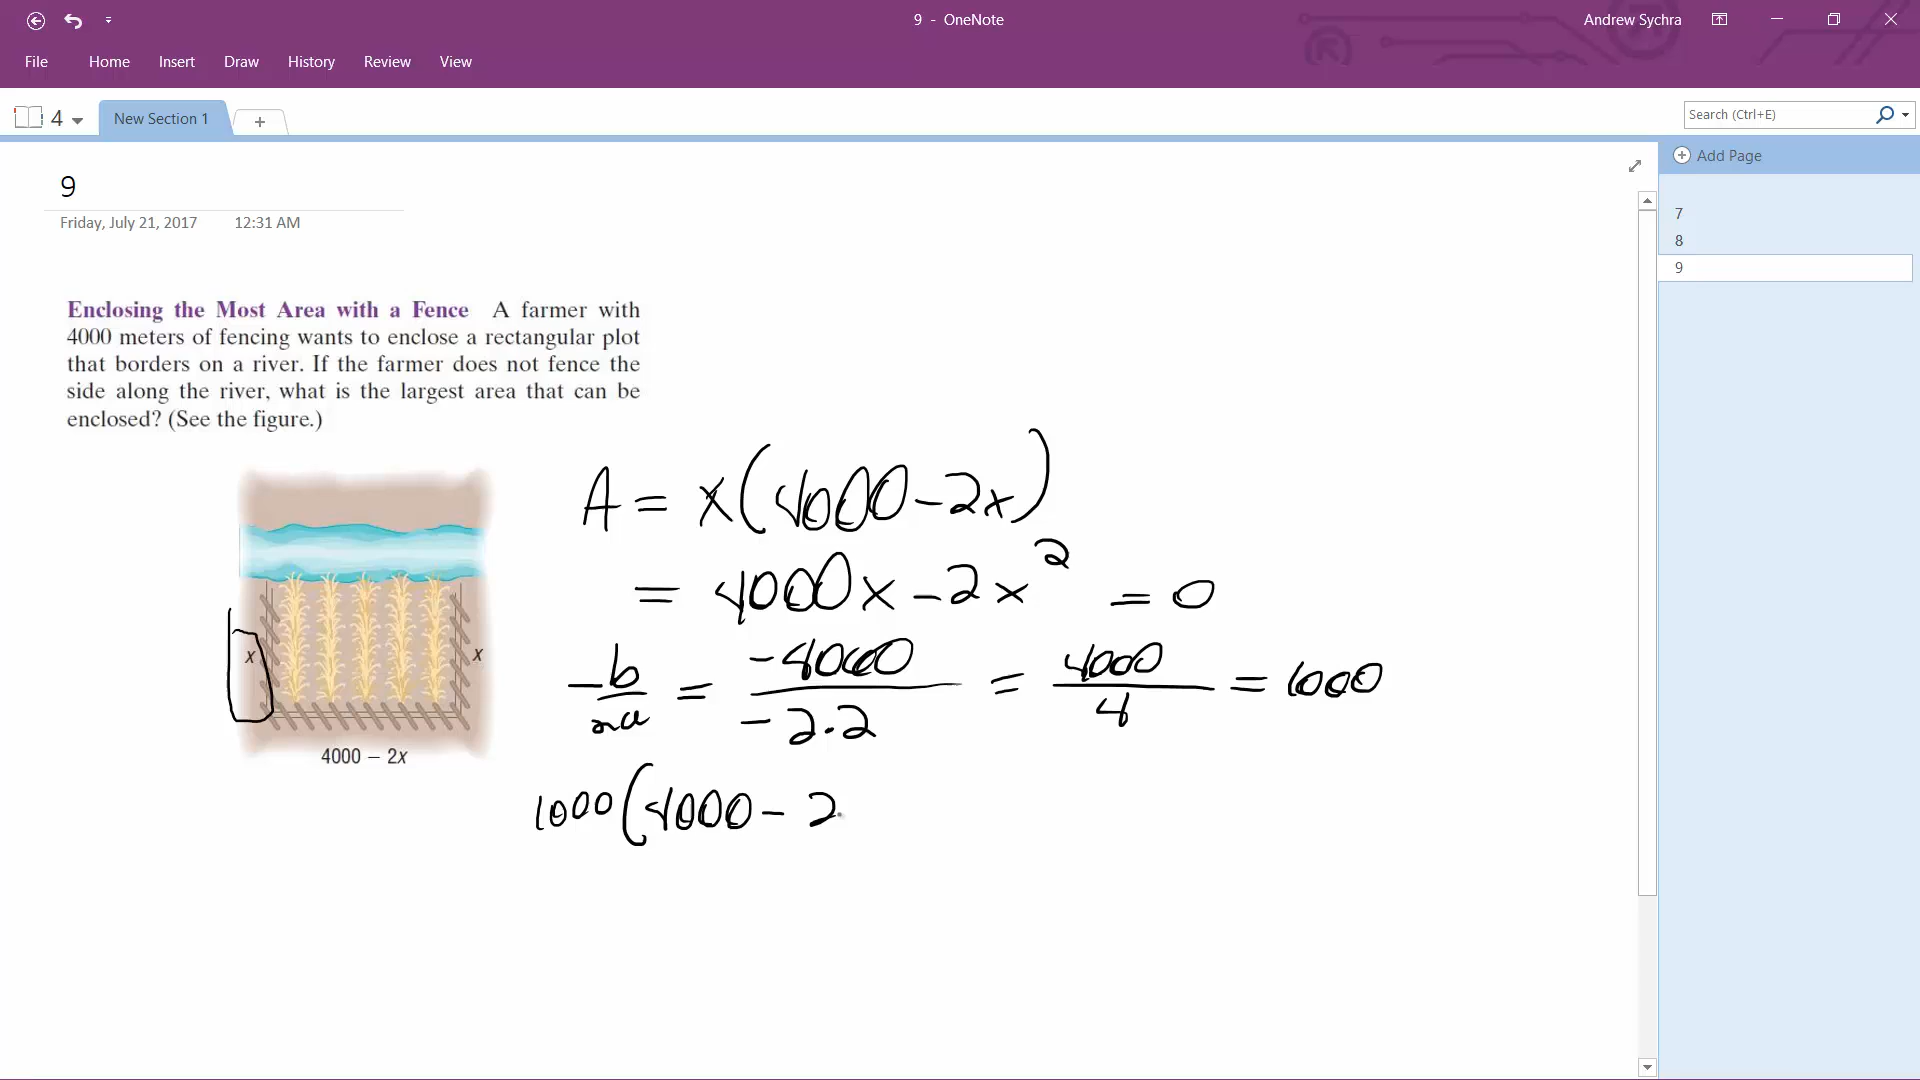 9 - OneNote
Andrew Sychra
File Home Insert Draw History Review View
4 New Section 1 +
Search (Ctrl+E)
Add Page
7
8
9
9
Friday, July 21, 2017 12:31 AM
Enclosing the Most Area with a Fence A farmer with
4000 meters of fencing wants to enclose a rectangular plot
that borders on a river. If the farmer does not fence the
side along the river, what is the largest area that can be
enclosed? (See the figure.)
x x
4000 − 2x
A = x(4000-2x)
= 4000x - 2x² = 0
-b/2a = -4000/-2·2 = 4000/4 = 1000
1000(4000 - 2